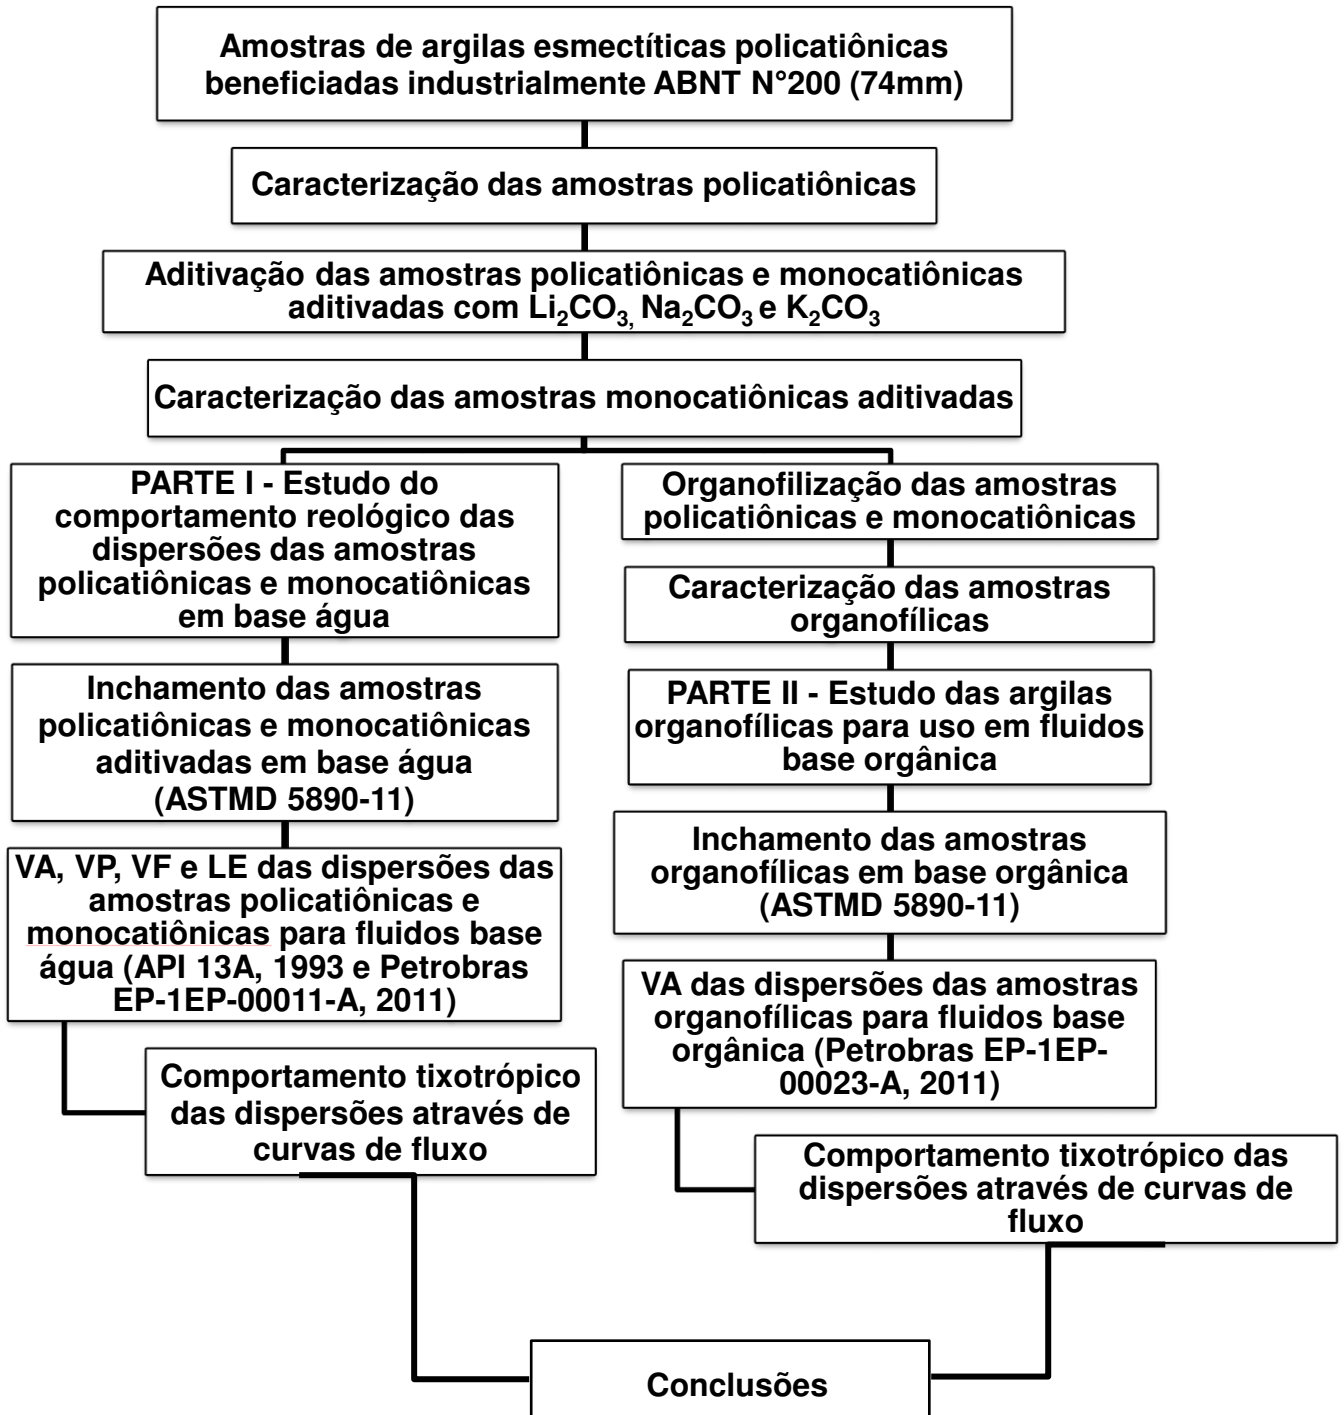 Amostras de argilas esmectíticas policatiônicas
beneficiadas industrialmente ABNT N°200 (74mm)
Caracterização das amostras policatiônicas
Aditivação das amostras policatiônicas e monocatiônicas
aditivadas com Li₂CO₃, Na₂CO₃ e K₂CO₃
Caracterização das amostras monocatiônicas aditivadas
PARTE I - Estudo do
comportamento reológico das
dispersões das amostras
policatiônicas e monocatiônicas
em base água
Inchamento das amostras
policatiônicas e monocatiônicas
aditivadas em base água
(ASTMD 5890-11)
VA, VP, VF e LE das dispersões das
amostras policatiônicas e
monocatiônicas para fluidos base
água (API 13A, 1993 e Petrobras
EP-1EP-00011-A, 2011)
Comportamento tixotrópico
das dispersões através de
curvas de fluxo
Organofilização das amostras
policatiônicas e monocatiônicas
Caracterização das amostras
organofílicas
PARTE II - Estudo das argilas
organofílicas para uso em fluidos
base orgânica
Inchamento das amostras
organofílicas em base orgânica
(ASTMD 5890-11)
VA das dispersões das amostras
organofílicas para fluidos base
orgânica (Petrobras EP-1EP-
00023-A, 2011)
Comportamento tixotrópico das
dispersões através de curvas de
fluxo
Conclusões